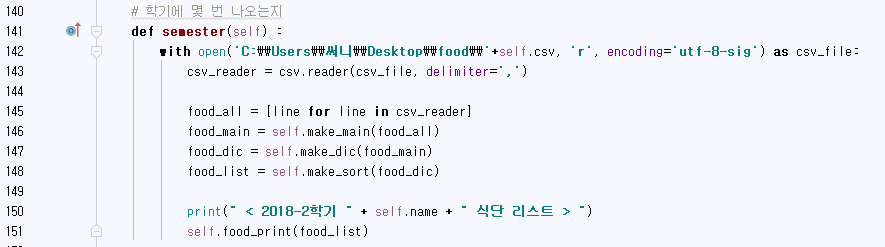 140 # 학기에 몇 번 나오는지
141 def semester(self) :
142 with open('C:₩₩Users₩₩써니₩₩Desktop₩₩food₩₩'+self.csv, 'r', encoding='utf-8-sig') as csv_file:
143 csv_reader = csv.reader(csv_file, delimiter=',')
144
145 food_all = [line for line in csv_reader]
146 food_main = self.make_main(food_all)
147 food_dic = self.make_dic(food_main)
148 food_list = self.make_sort(food_dic)
149
150 print(" < 2018-2학기 " + self.name + " 식단 리스트 > ")
151 self.food_print(food_list)